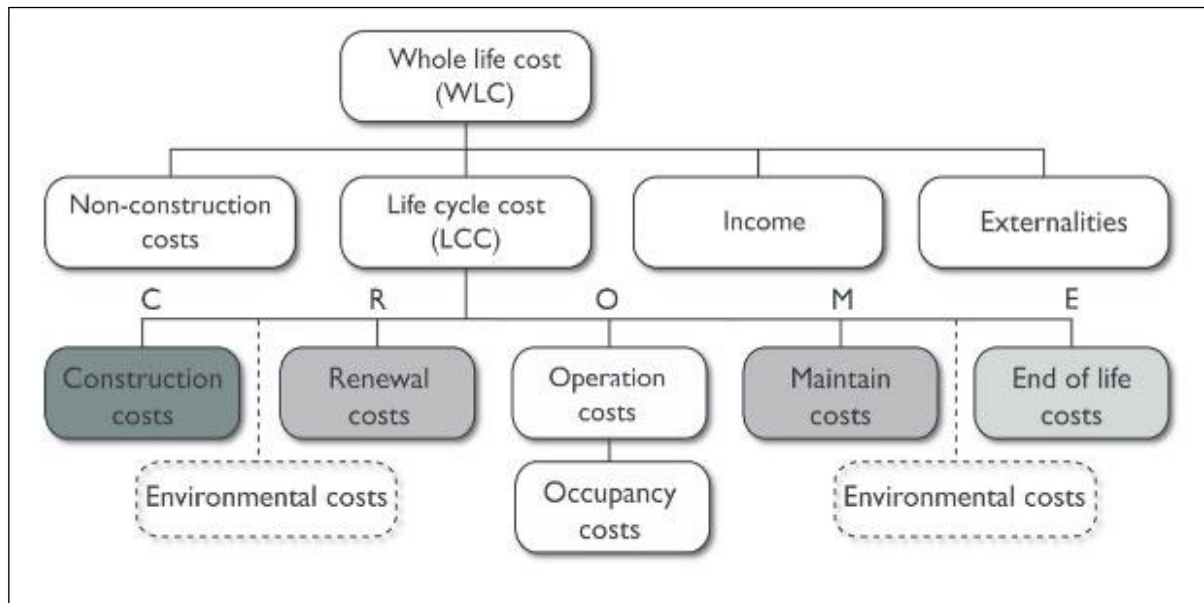 Whole life cost
(WLC)
Non-construction
costs
Life cycle cost
(LCC)
Income
Externalities
C
R
O
M
E
Construction
costs
Renewal
costs
Operation
costs
Maintain
costs
End of life
costs
Environmental costs
Occupancy
costs
Environmental costs